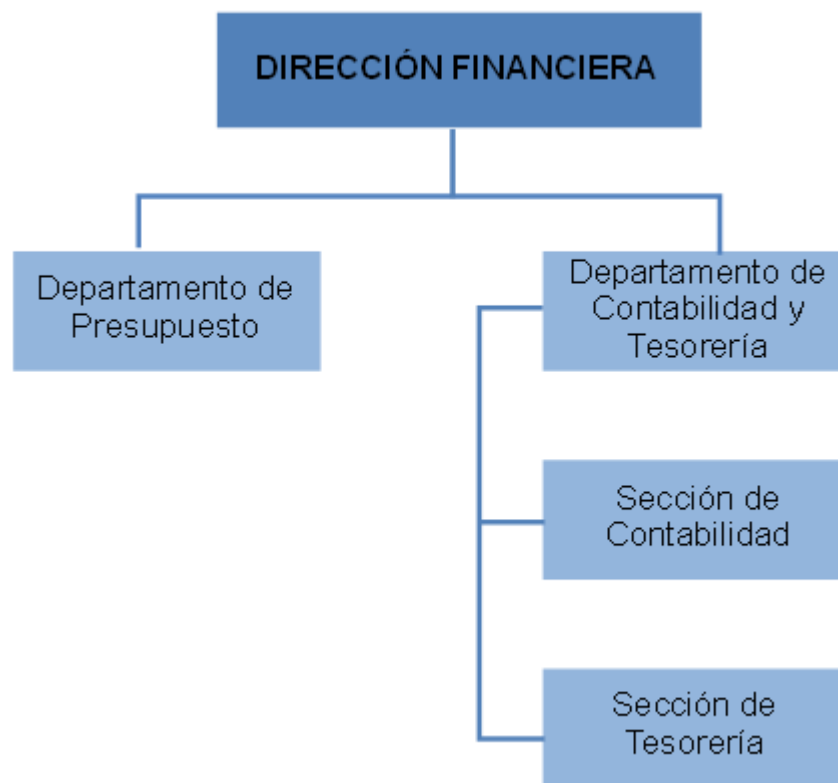 DIRECCIÓN FINANCIERA
Departamento de
Presupuesto
Departamento de
Contabilidad y
Tesorería
Sección de
Contabilidad
Sección de
Tesorería